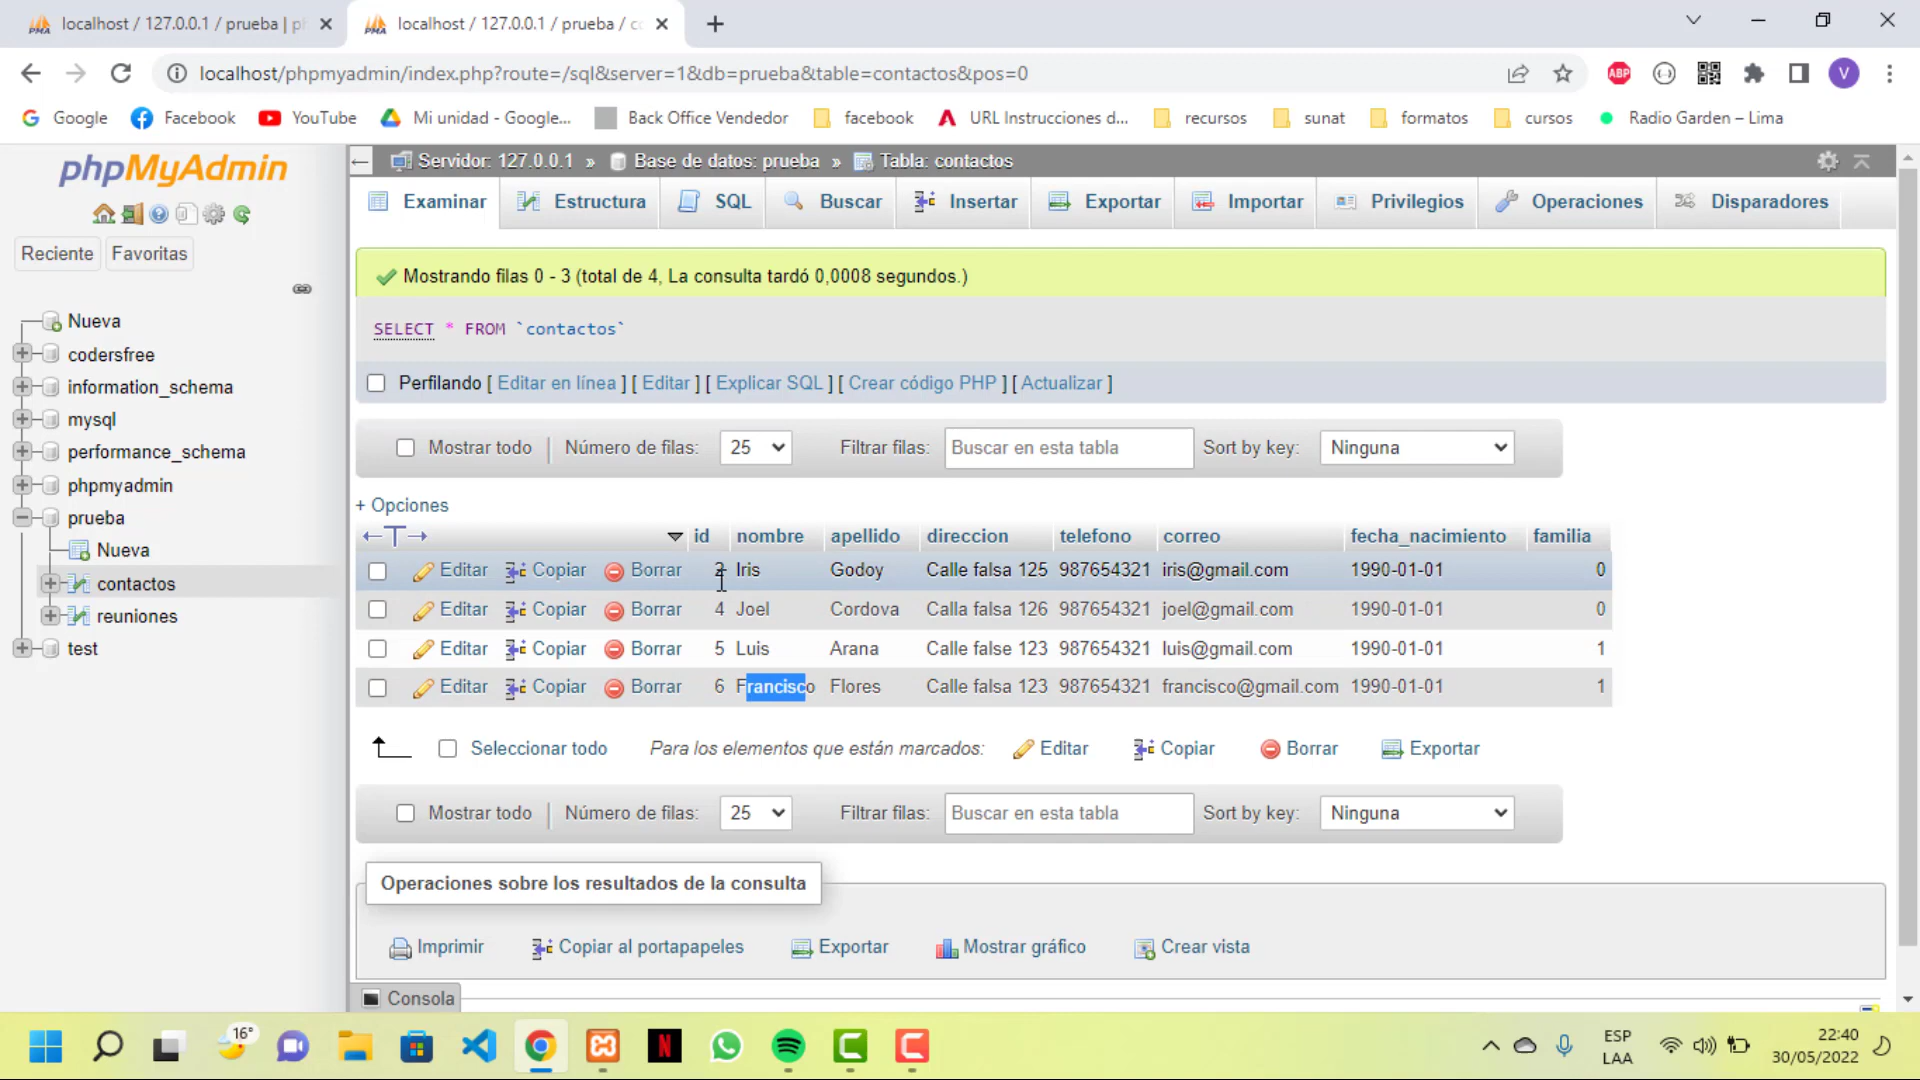 localhost / 127.0.0.1 / prueba | ph
localhost / 127.0.0.1 / prueba / co
localhost/phpmyadmin/index.php?route=/sql&server=1&db=prueba&table=contactos&pos=0
ABP
V
Google
Facebook
YouTube
Mi unidad - Google...
Back Office Vendedor
facebook
URL Instrucciones d...
recursos
sunat
formatos
cursos
Radio Garden – Lima
phpMyAdmin
Reciente
Favoritas
Nueva
codersfree
information_schema
mysql
performance_schema
phpmyadmin
prueba
Nueva
contactos
reuniones
test
Servidor: 127.0.0.1 » Base de datos: prueba » Tabla: contactos
Examinar
Estructura
SQL
Buscar
Insertar
Exportar
Importar
Privilegios
Operaciones
Disparadores
Mostrando filas 0 - 3 (total de 4, La consulta tardó 0,0008 segundos.)
SELECT * FROM `contactos`
Perfilando [ Editar en línea ] [ Editar ] [ Explicar SQL ] [ Crear código PHP ] [ Actualizar ]
Mostrar todo | Número de filas: 25 Filtrar filas: Buscar en esta tabla Sort by key: Ninguna
+ Opciones
id nombre apellido direccion telefono correo fecha_nacimiento familia
Editar Copiar Borrar Iris Godoy Calle falsa 125 987654321 iris@gmail.com 1990-01-01 0
Editar Copiar Borrar 4 Joel Cordova Calla falsa 126 987654321 joel@gmail.com 1990-01-01 0
Editar Copiar Borrar 5 Luis Arana Calle false 123 987654321 luis@gmail.com 1990-01-01 1
Editar Copiar Borrar 6 Francisco Flores Calle falsa 123 987654321 francisco@gmail.com 1990-01-01 1
Seleccionar todo Para los elementos que están marcados: Editar Copiar Borrar Exportar
Mostrar todo | Número de filas: 25 Filtrar filas: Buscar en esta tabla Sort by key: Ninguna
Operaciones sobre los resultados de la consulta
Imprimir Copiar al portapapeles Exportar Mostrar gráfico Crear vista
Consola
16°
ESP
LAA
22:40
30/05/2022